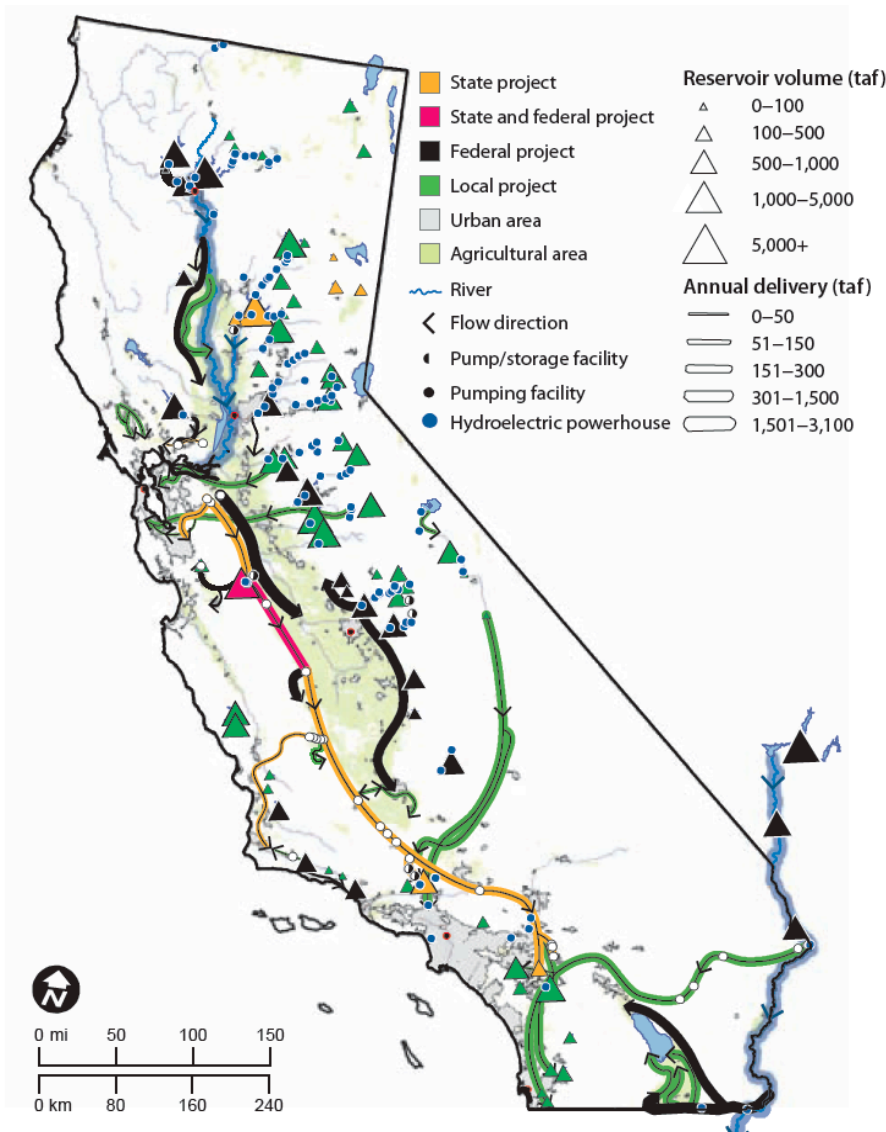 State project
State and federal project
Federal project
Local project
Urban area
Agricultural area
River
Flow direction
Pump/storage facility
Pumping facility
Hydroelectric powerhouse
Reservoir volume (taf)
0–100
100–500
500–1,000
1,000–5,000
5,000+
Annual delivery (taf)
0–50
51–150
151–300
301–1,500
1,501–3,100
N
0 mi 50 100 150
0 km 80 160 240